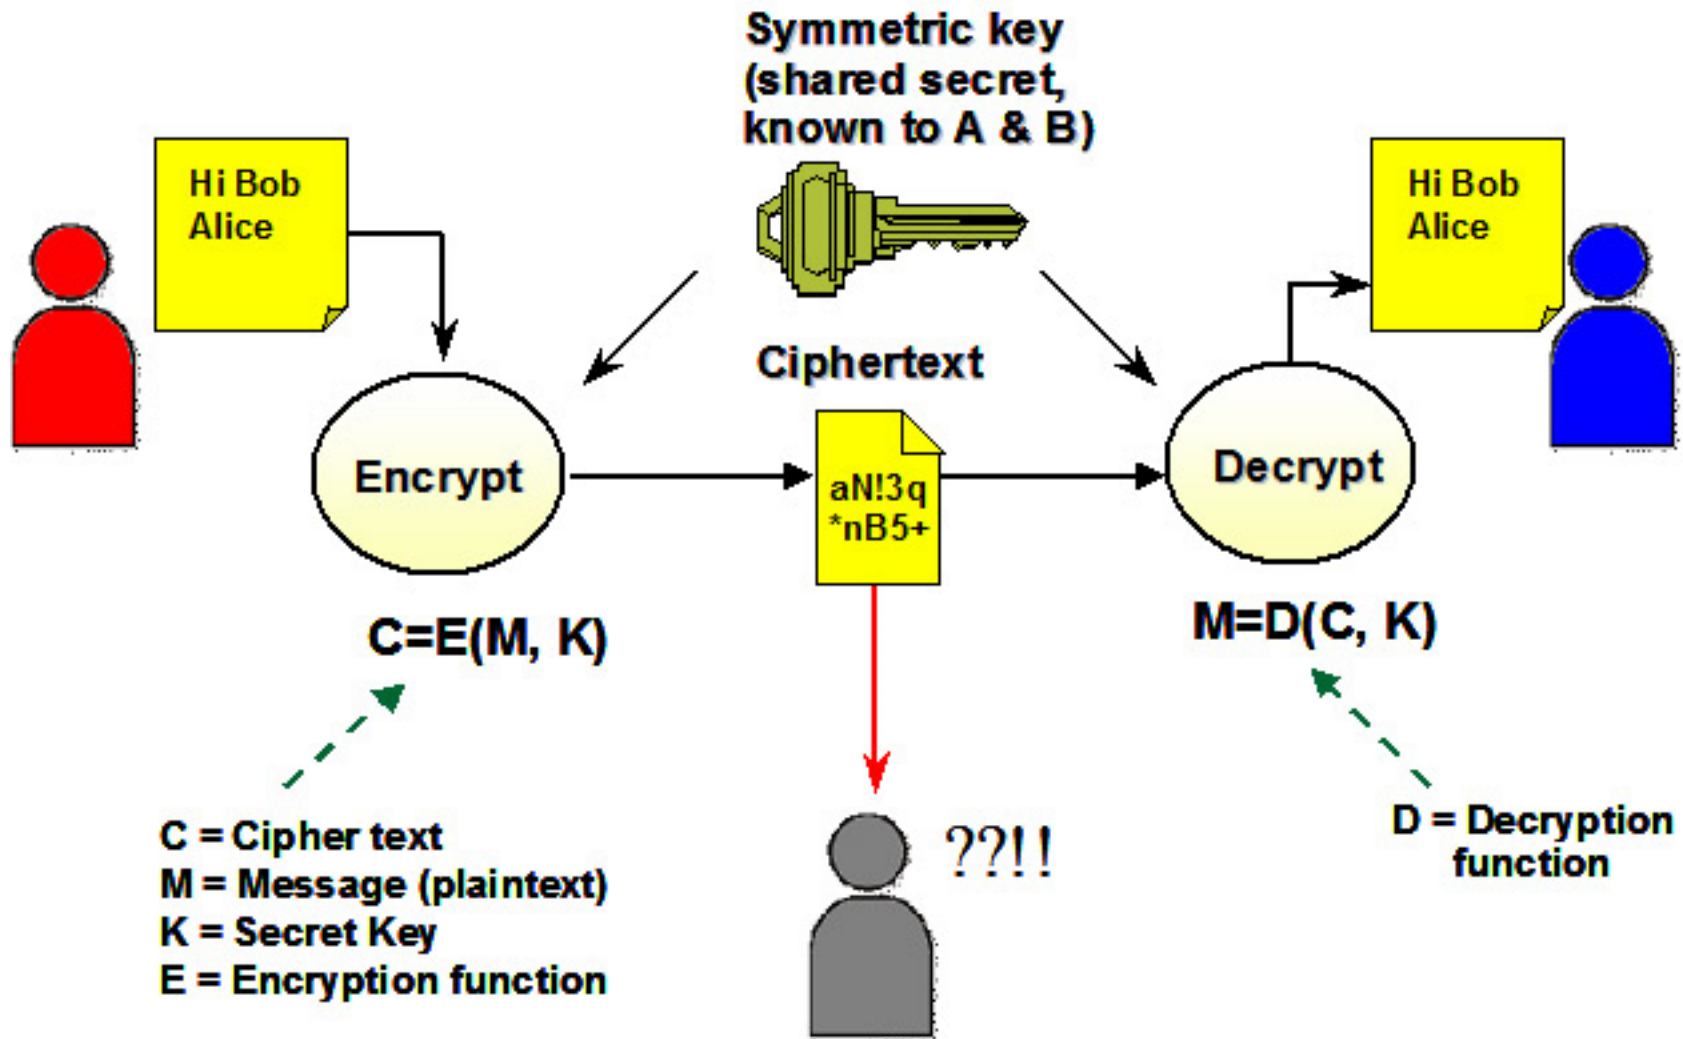 Symmetric key
(shared secret,
known to A & B)
Hi Bob
Alice
Hi Bob
Alice
Ciphertext
Encrypt
aN!3q
*nB5+
Decrypt
C=E(M, K)
M=D(C, K)
??!!
C = Cipher text
M = Message (plaintext)
K = Secret Key
E = Encryption function
D = Decryption
function